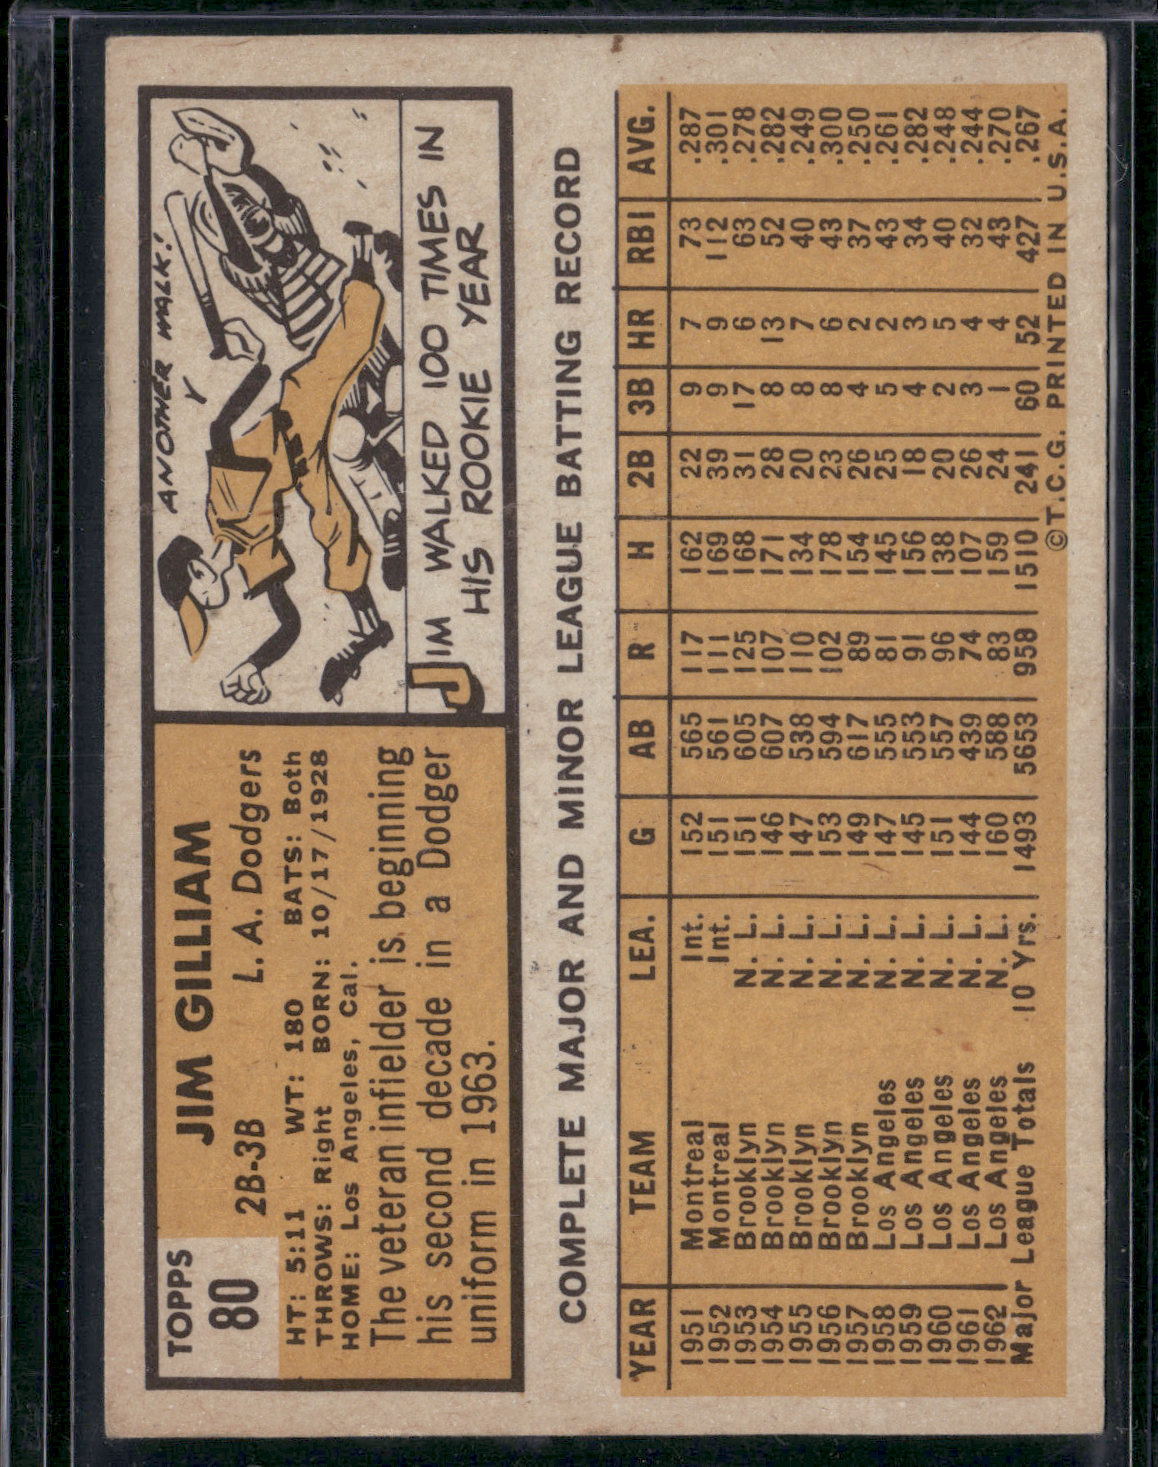 TOPPS
80
JIM GILLIAM
2B-3B L. A. Dodgers
HT: 5:11 WT: 180 BATS: Both
THROWS: Right BORN: 10/17/1928
HOME: Los Angeles, Cal.
The veteran infielder is beginning
his second decade in a Dodger
uniform in 1963.
ANOTHER WALK!
JIM WALKED 100 TIMES IN
HIS ROOKIE YEAR
COMPLETE MAJOR AND MINOR LEAGUE BATTING RECORD
YEAR TEAM LEA. G AB R H 2B 3B HR RBI AVG.
1951 Montreal Int. 152 565 117 162 22 9 7 73 .287
1952 Montreal Int. 151 561 111 169 39 9 9 112 .301
1953 Brooklyn N. L. 151 605 125 168 31 17 6 63 .278
1954 Brooklyn N. L. 146 607 107 171 28 8 13 52 .282
1955 Brooklyn N. L. 147 538 110 134 20 8 7 40 .249
1956 Brooklyn N. L. 153 594 102 178 23 8 6 43 .300
1957 Brooklyn N. L. 149 617 89 154 26 4 2 37 .250
1958 Los Angeles N. L. 147 555 81 145 25 5 2 43 .261
1959 Los Angeles N. L. 145 553 91 156 18 4 3 34 .282
1960 Los Angeles N. L. 151 557 96 138 20 2 5 40 .248
1961 Los Angeles N. L. 144 439 74 107 26 3 4 32 .244
1962 Los Angeles N. L. 160 588 83 159 24 1 4 43 .270
Major League Totals 10 Yrs. 1493 5653 958 1510 241 60 52 427 .267
©T.C.G. PRINTED IN U.S.A.